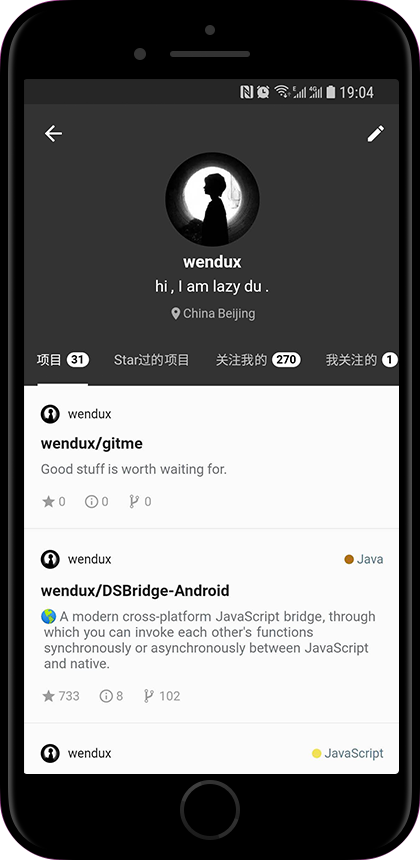 19:04
wendux
hi , I am lazy du .
China Beijing
项目 31 Star过的项目 关注我的 270 我关注的 1
wendux
wendux/gitme
Good stuff is worth waiting for.
0 0 0
wendux Java
wendux/DSBridge-Android
🌎 A modern cross-platform JavaScript bridge, through
which you can invoke each other's functions
synchronously or asynchronously between JavaScript
and native.
733 8 102
wendux JavaScript